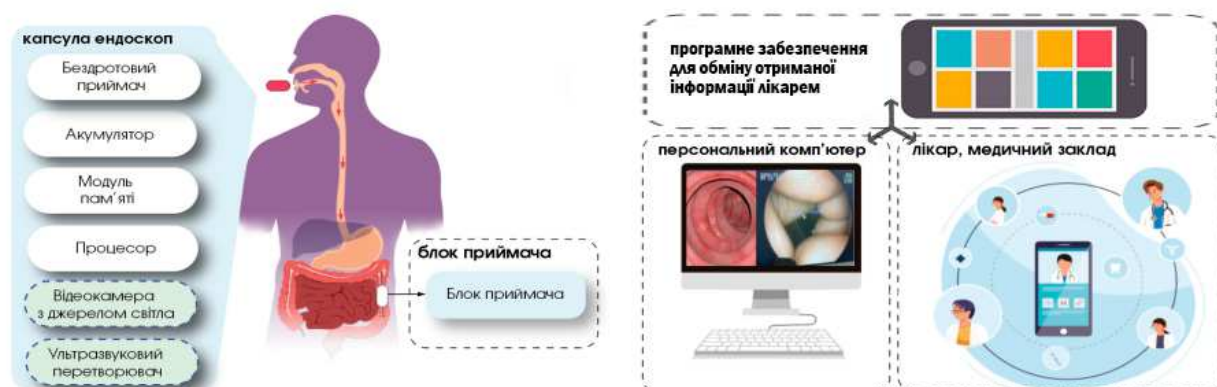 капсула ендоскоп
Бездротовий
приймач
Акумулятор
Модуль
пам'яті
Процесор
Відеокамера
з джерелом світла
Ультразвуковий
перетворювач
блок приймача
Блок приймача
програмне забезпечення
для обміну отриманої
інформації лікарем
персональний комп'ютер
лікар, медичний заклад